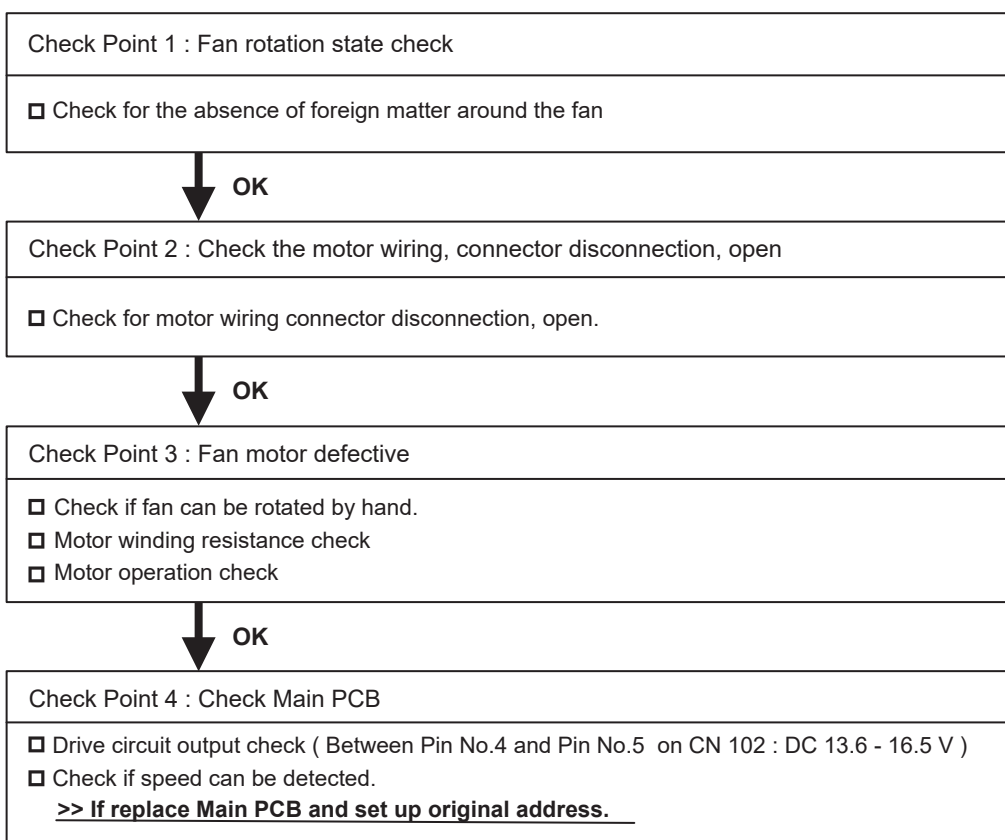 Check Point 1 : Fan rotation state check
Check for the absence of foreign matter around the fan
OK
Check Point 2 : Check the motor wiring, connector disconnection, open
Check for motor wiring connector disconnection, open.
OK
Check Point 3 : Fan motor defective
Check if fan can be rotated by hand.
Motor winding resistance check
Motor operation check
OK
Check Point 4 : Check Main PCB
Drive circuit output check ( Between Pin No.4 and Pin No.5 on CN 102 : DC 13.6 - 16.5 V )
Check if speed can be detected.
>> If replace Main PCB and set up original address.